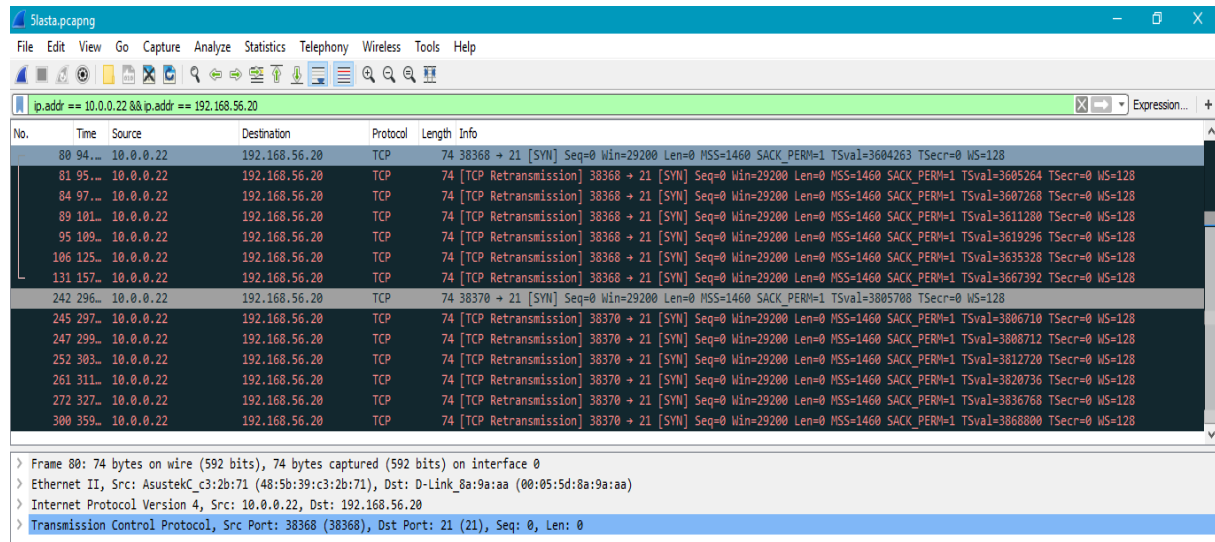 5lasta.pcapng
File Edit View Go Capture Analyze Statistics Telephony Wireless Tools Help
ip.addr == 10.0.0.22 && ip.addr == 192.168.56.20 Expression... +
No. Time Source Destination Protocol Length Info
80 94.… 10.0.0.22 192.168.56.20 TCP 74 38368 → 21 [SYN] Seq=0 Win=29200 Len=0 MSS=1460 SACK_PERM=1 TSval=3604263 TSecr=0 WS=128
81 95.… 10.0.0.22 192.168.56.20 TCP 74 [TCP Retransmission] 38368 → 21 [SYN] Seq=0 Win=29200 Len=0 MSS=1460 SACK_PERM=1 TSval=3605264 TSecr=0 WS=128
84 97.… 10.0.0.22 192.168.56.20 TCP 74 [TCP Retransmission] 38368 → 21 [SYN] Seq=0 Win=29200 Len=0 MSS=1460 SACK_PERM=1 TSval=3607268 TSecr=0 WS=128
89 101… 10.0.0.22 192.168.56.20 TCP 74 [TCP Retransmission] 38368 → 21 [SYN] Seq=0 Win=29200 Len=0 MSS=1460 SACK_PERM=1 TSval=3611280 TSecr=0 WS=128
95 109… 10.0.0.22 192.168.56.20 TCP 74 [TCP Retransmission] 38368 → 21 [SYN] Seq=0 Win=29200 Len=0 MSS=1460 SACK_PERM=1 TSval=3619296 TSecr=0 WS=128
106 125… 10.0.0.22 192.168.56.20 TCP 74 [TCP Retransmission] 38368 → 21 [SYN] Seq=0 Win=29200 Len=0 MSS=1460 SACK_PERM=1 TSval=3635328 TSecr=0 WS=128
131 157… 10.0.0.22 192.168.56.20 TCP 74 [TCP Retransmission] 38368 → 21 [SYN] Seq=0 Win=29200 Len=0 MSS=1460 SACK_PERM=1 TSval=3667392 TSecr=0 WS=128
242 296… 10.0.0.22 192.168.56.20 TCP 74 38370 → 21 [SYN] Seq=0 Win=29200 Len=0 MSS=1460 SACK_PERM=1 TSval=3805708 TSecr=0 WS=128
245 297… 10.0.0.22 192.168.56.20 TCP 74 [TCP Retransmission] 38370 → 21 [SYN] Seq=0 Win=29200 Len=0 MSS=1460 SACK_PERM=1 TSval=3806710 TSecr=0 WS=128
247 299… 10.0.0.22 192.168.56.20 TCP 74 [TCP Retransmission] 38370 → 21 [SYN] Seq=0 Win=29200 Len=0 MSS=1460 SACK_PERM=1 TSval=3808712 TSecr=0 WS=128
252 303… 10.0.0.22 192.168.56.20 TCP 74 [TCP Retransmission] 38370 → 21 [SYN] Seq=0 Win=29200 Len=0 MSS=1460 SACK_PERM=1 TSval=3812720 TSecr=0 WS=128
261 311… 10.0.0.22 192.168.56.20 TCP 74 [TCP Retransmission] 38370 → 21 [SYN] Seq=0 Win=29200 Len=0 MSS=1460 SACK_PERM=1 TSval=3820736 TSecr=0 WS=128
272 327… 10.0.0.22 192.168.56.20 TCP 74 [TCP Retransmission] 38370 → 21 [SYN] Seq=0 Win=29200 Len=0 MSS=1460 SACK_PERM=1 TSval=3836768 TSecr=0 WS=128
300 359… 10.0.0.22 192.168.56.20 TCP 74 [TCP Retransmission] 38370 → 21 [SYN] Seq=0 Win=29200 Len=0 MSS=1460 SACK_PERM=1 TSval=3868800 TSecr=0 WS=128
> Frame 80: 74 bytes on wire (592 bits), 74 bytes captured (592 bits) on interface 0
> Ethernet II, Src: AsustekC_c3:2b:71 (48:5b:39:c3:2b:71), Dst: D-Link_8a:9a:aa (00:05:5d:8a:9a:aa)
> Internet Protocol Version 4, Src: 10.0.0.22, Dst: 192.168.56.20
> Transmission Control Protocol, Src Port: 38368 (38368), Dst Port: 21 (21), Seq: 0, Len: 0